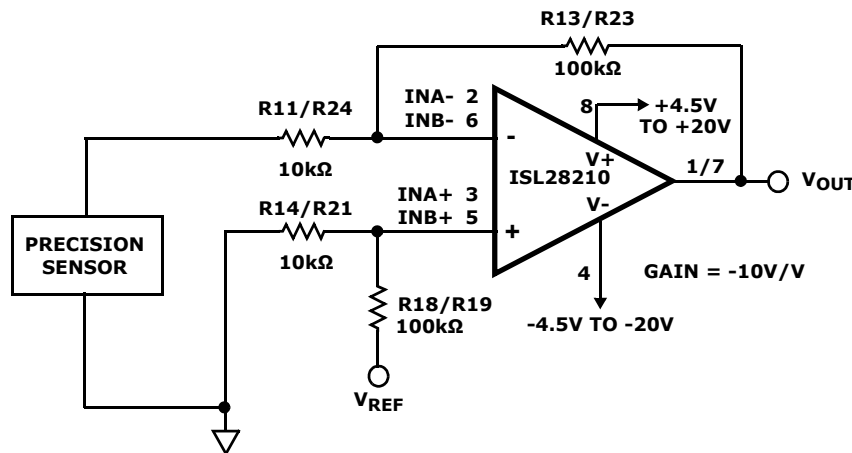 R13/R23
100kΩ
INA- 2
INB- 6
R11/R24
10kΩ
-
8
+4.5V
TO +20V
V+
ISL28210
1/7
VOUT
INA+ 3
INB+ 5
R14/R21
10kΩ
+
V-
4
GAIN = -10V/V
PRECISION
SENSOR
R18/R19
100kΩ
-4.5V TO -20V
VREF